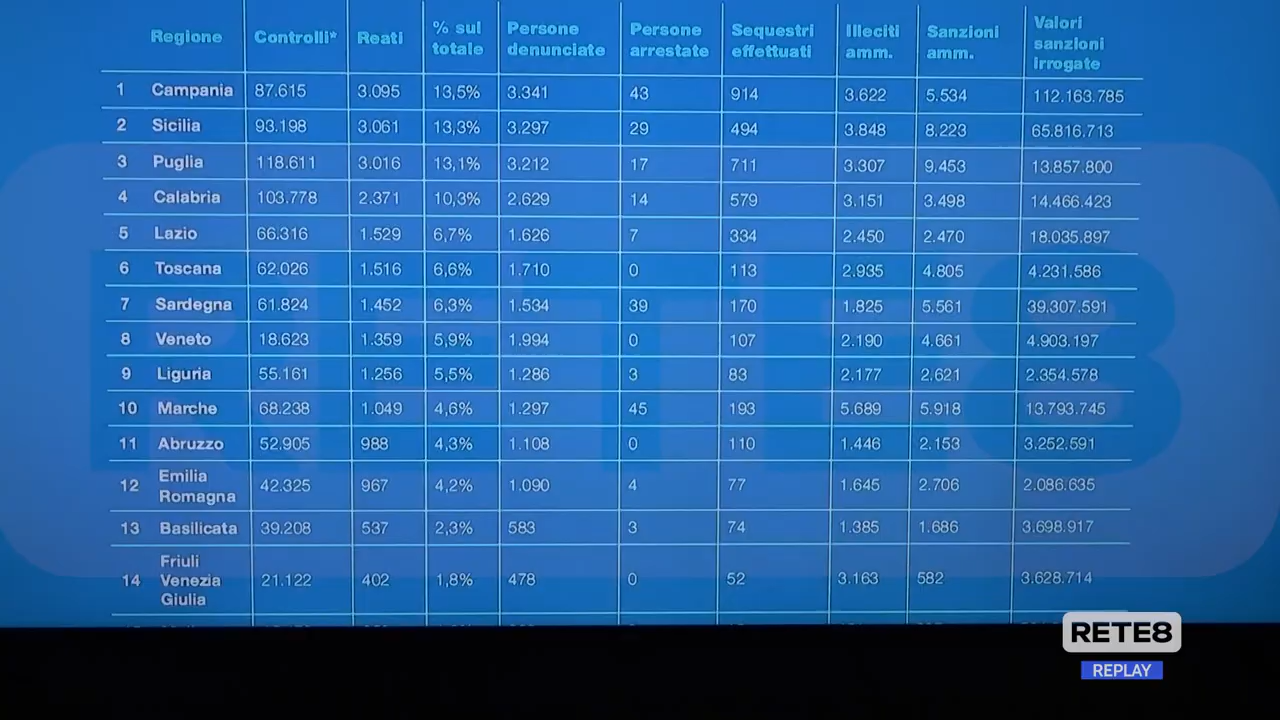 Regione Controlli* Reati % sul totale Persone denunciate Persone arrestate Sequestri effettuati Illeciti amm. Sanzioni amm. Valori sanzioni irrogate
1 Campania 87.615 3.095 13,5% 3.341 43 914 3.622 5.534 112.163.785
2 Sicilia 93.198 3.061 13,3% 3.297 29 494 3.848 8.223 65.816.713
3 Puglia 118.611 3.016 13,1% 3.212 17 711 3.307 9.453 13.857.800
4 Calabria 103.778 2.371 10,3% 2.629 14 579 3.151 3.498 14.466.423
5 Lazio 66.316 1.529 6,7% 1.626 7 334 2.450 2.470 18.035.897
6 Toscana 62.026 1.516 6,6% 1.710 0 113 2.935 4.805 4.231.586
7 Sardegna 61.824 1.452 6,3% 1.534 39 170 1.825 5.561 39.307.591
8 Veneto 18.623 1.359 5,9% 1.994 0 107 2.190 4.661 4.903.197
9 Liguria 55.161 1.256 5,5% 1.286 3 83 2.177 2.621 2.354.578
10 Marche 68.238 1.049 4,6% 1.297 45 193 5.689 5.918 13.793.745
11 Abruzzo 52.905 988 4,3% 1.108 0 110 1.446 2.153 3.252.591
12 Emilia Romagna 42.325 967 4,2% 1.090 4 77 1.645 2.706 2.086.635
13 Basilicata 39.208 537 2,3% 583 3 74 1.385 1.686 3.698.917
14 Friuli Venezia Giulia 21.122 402 1,8% 478 0 52 3.163 582 3.628.714
RETE8
RETE8
REPLAY